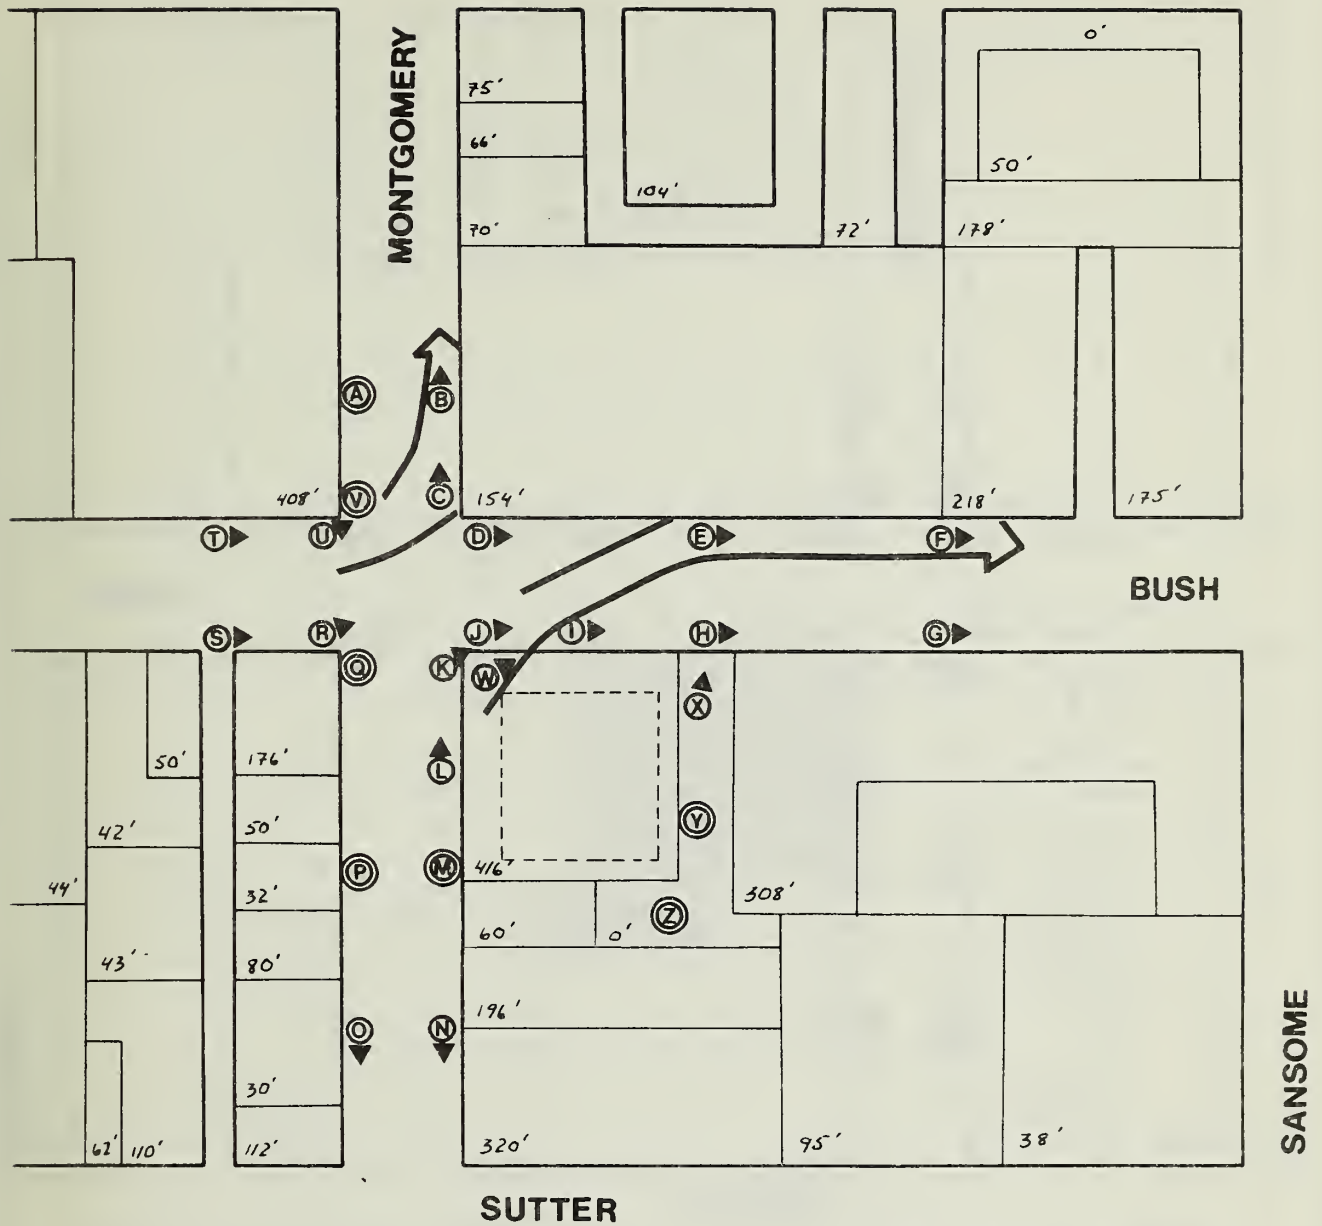 MONTGOMERY
0'
75'
66'
50'
104'
70'
72'
178'
A
B
408'
V
C
154'
218'
175'
T
U
D
E
F
BUSH
S
R
J
I
H
G
Q
K
W
X
50'
176'
L
42'
50'
Y
P
M
416'
44'
32'
308'
60'
0'
Z
43'
80'
196'
O
N
30'
62'
110'
112'
320'
95'
38'
SANSOME
SUTTER